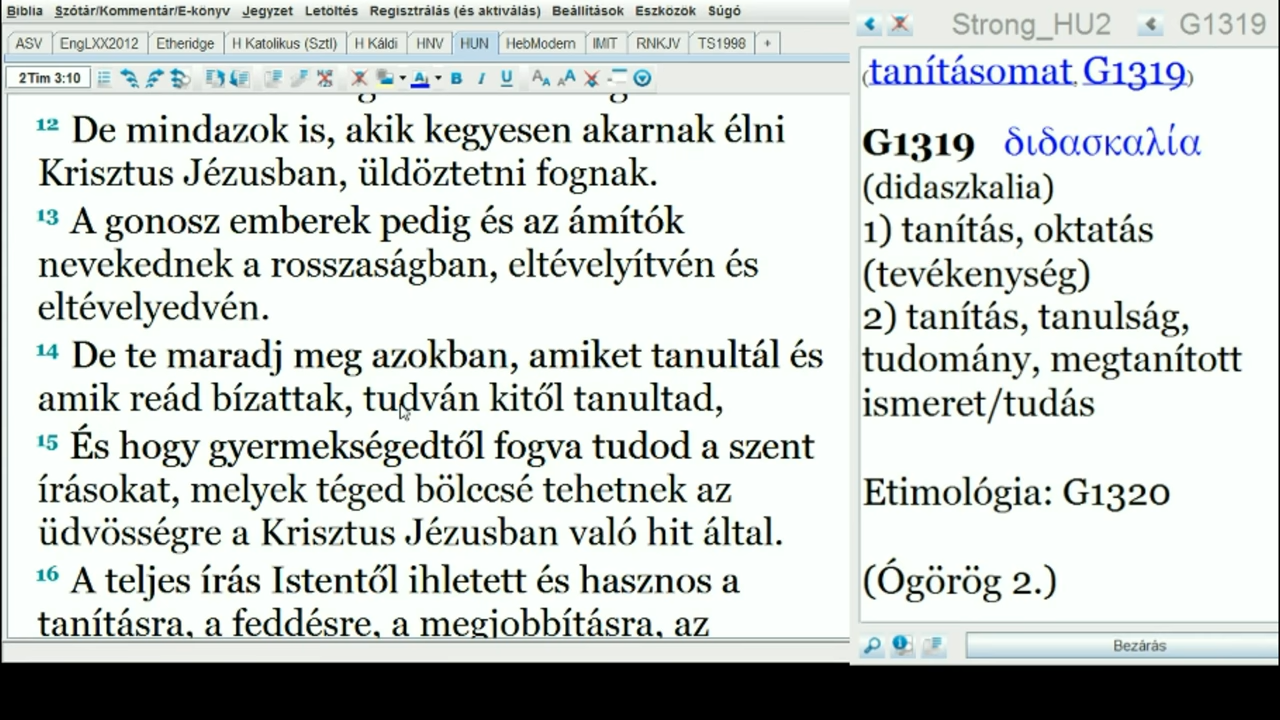 Biblia Szótár/Kommentár/E-könyv Jegyzet Letöltés Regisztrálás (és aktiválás) Beállítások Eszközök Súgó
ASV EngLXX2012 Etheridge H Katolikus (Sztl) H Káldi HNV HUN HebModern IMIT RNKJV TS1998 +
2Tim 3:10
12 De mindazok is, akik kegyesen akarnak élni
Krisztus Jézusban, üldöztetni fognak.
13 A gonosz emberek pedig és az ámítók
nevekednek a rosszaságban, eltévelyítvén és
eltévelyedvén.
14 De te maradj meg azokban, amiket tanultál és
amik reád bízattak, tudván kitől tanultad,
15 És hogy gyermekségedtől fogva tudod a szent
írásokat, melyek téged bölccsé tehetnek az
üdvösségre a Krisztus Jézusban való hit által.
16 A teljes írás Istentől ihletett és hasznos a
tanításra, a feddésre, a megjobbításra, az
Strong_HU2 G1319
(tanításomat, G1319)
G1319 διδασκαλία
(didaszkalia)
1) tanítás, oktatás
(tevékenység)
2) tanítás, tanulság,
tudomány, megtanított
ismeret/tudás
Etimológia: G1320
(Ógörög 2.)
Bezárás